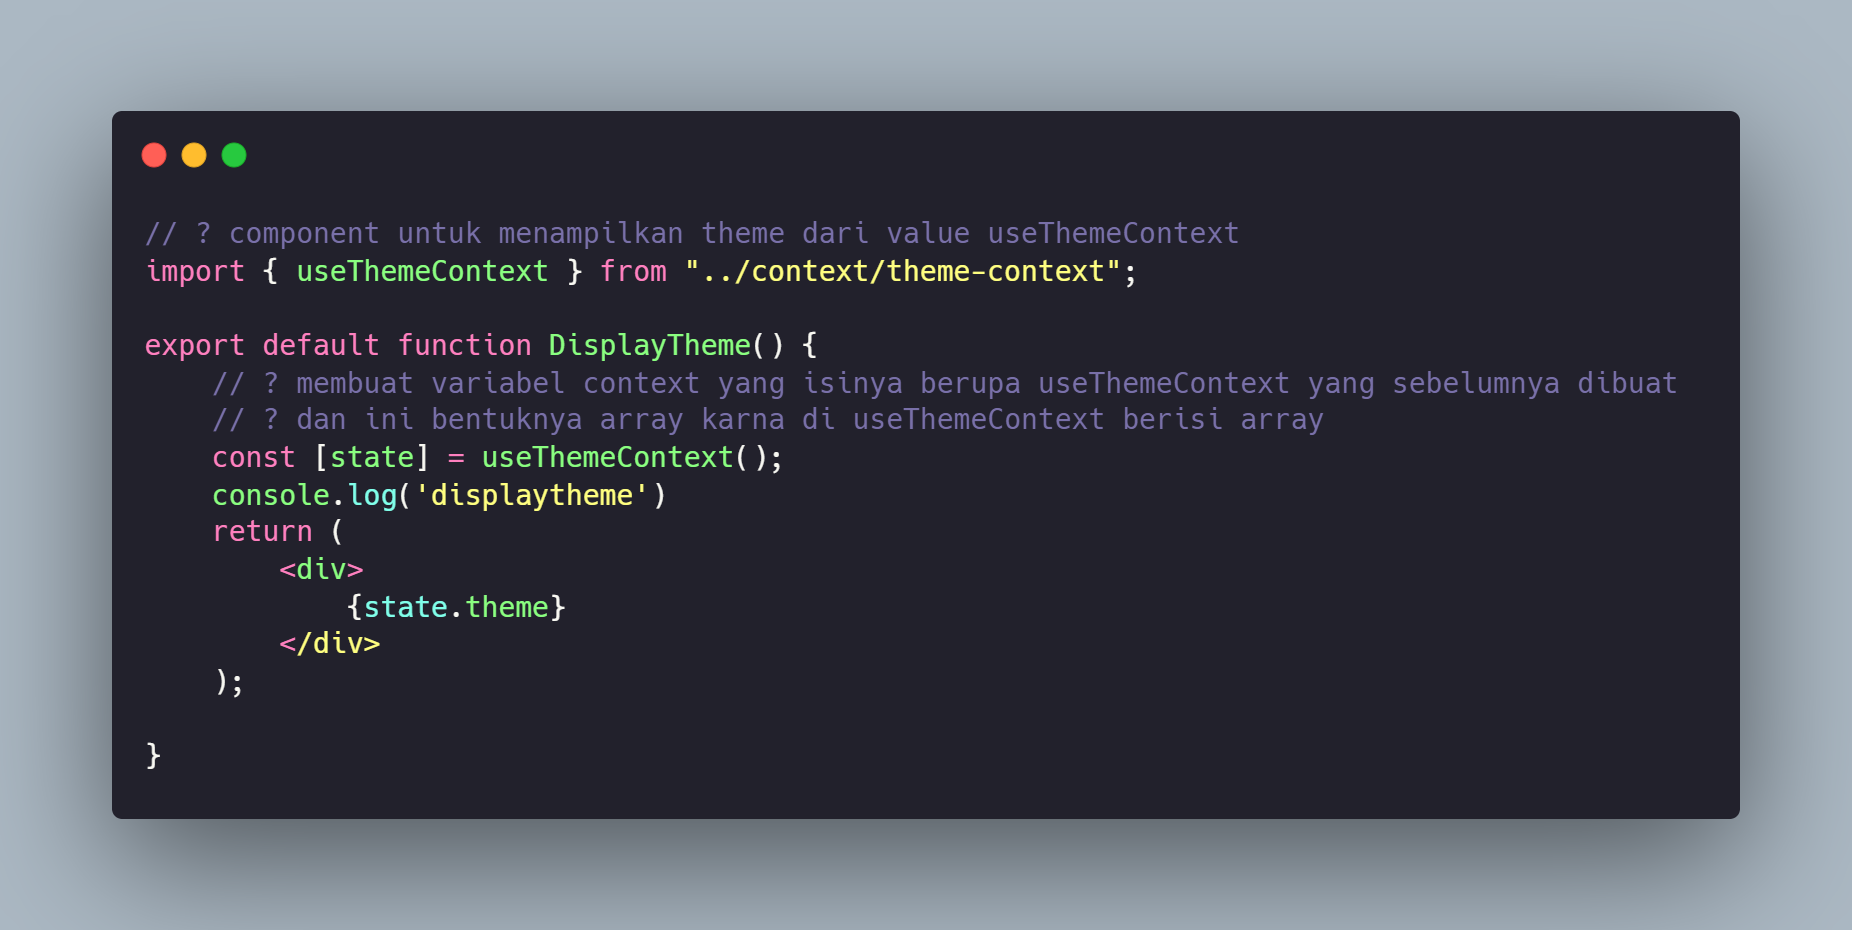 // ? component untuk menampilkan theme dari value useThemeContext
import { useThemeContext } from "../context/theme-context";
export default function DisplayTheme() {
// ? membuat variabel context yang isinya berupa useThemeContext yang sebelumnya dibuat
// ? dan ini bentuknya array karna di useThemeContext berisi array
const [state] = useThemeContext();
console.log('displaytheme')
return (
<div>
{state.theme}
</div>
);
}